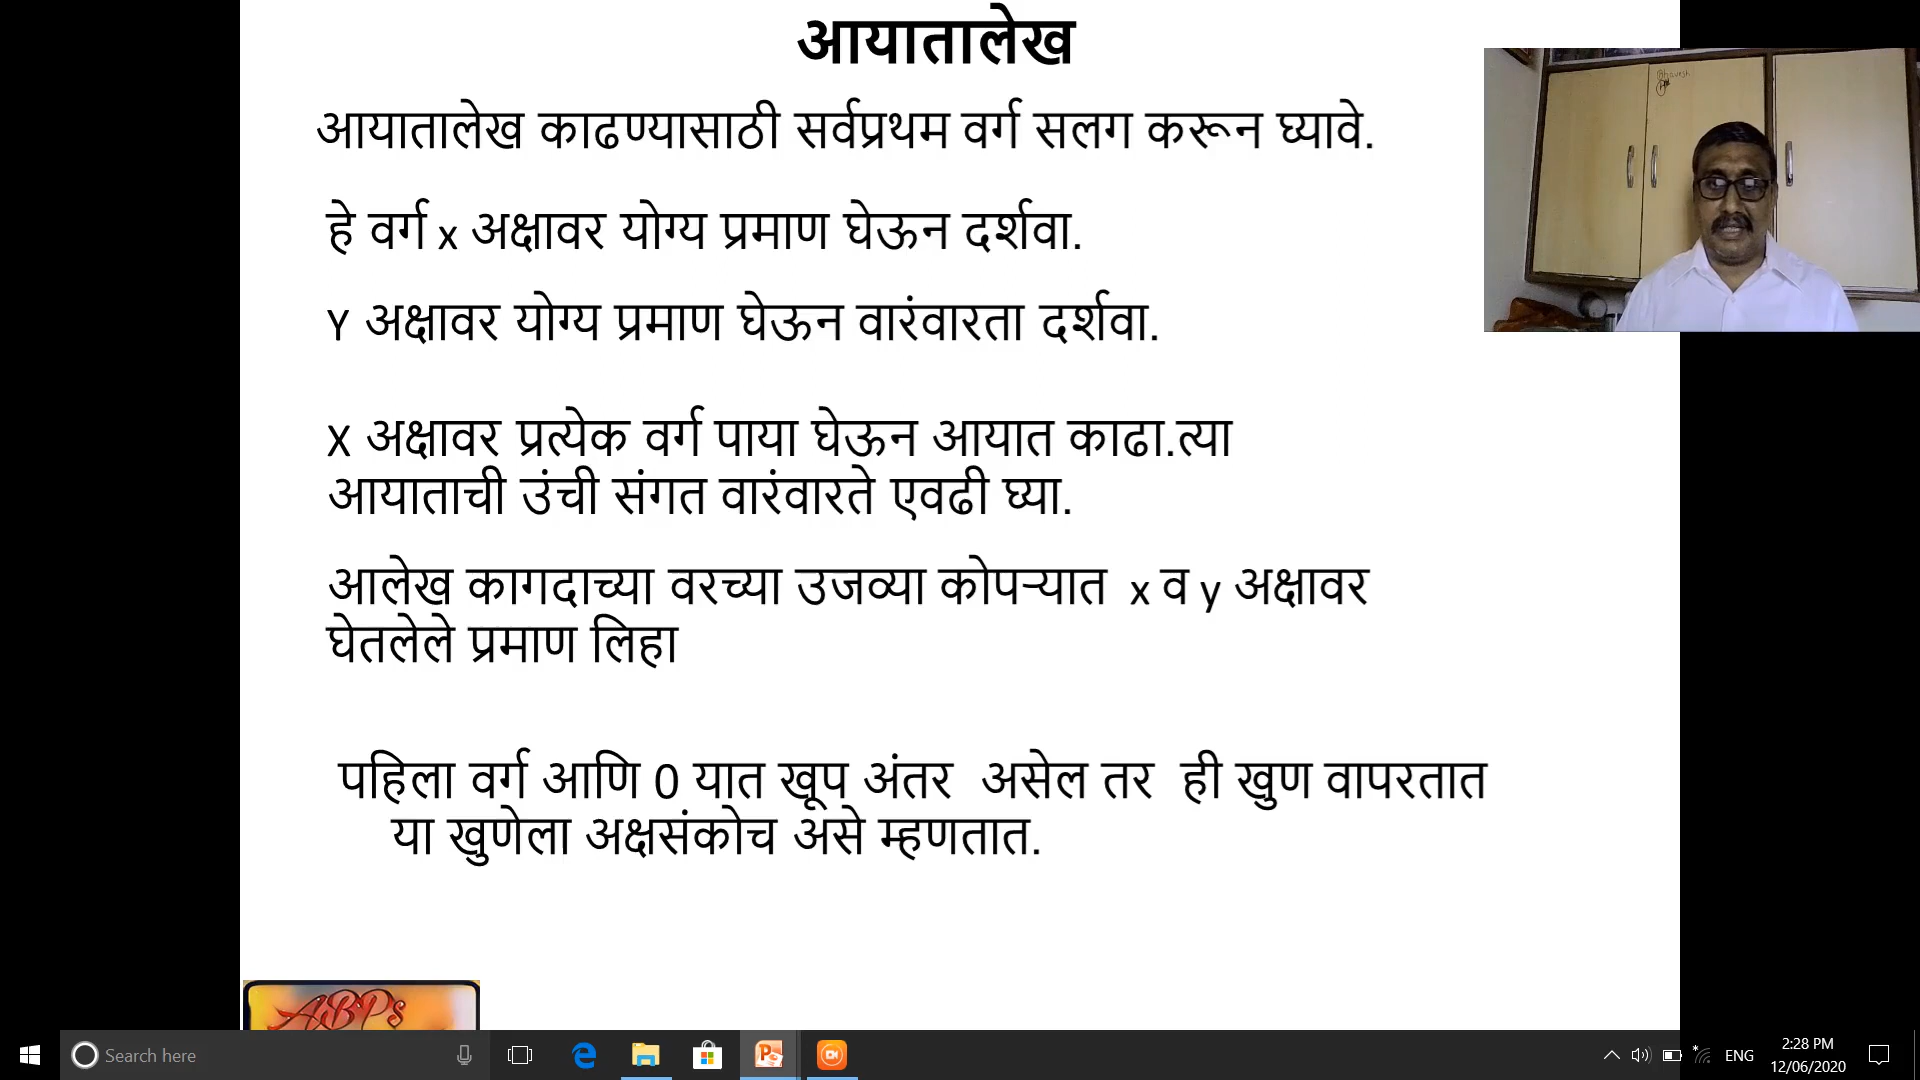 आयातालेख
आयातालेख काढण्यासाठी सर्वप्रथम वर्ग सलग करून घ्यावे.
हे वर्ग x अक्षावर योग्य प्रमाण घेऊन दर्शवा.
Y अक्षावर योग्य प्रमाण घेऊन वारंवारता दर्शवा.
X अक्षावर प्रत्येक वर्ग पाया घेऊन आयात काढा.त्या
आयाताची उंची संगत वारंवारते एवढी घ्या.
आलेख कागदाच्या वरच्या उजव्या कोपऱ्यात x व y अक्षावर
घेतलेले प्रमाण लिहा
पहिला वर्ग आणि 0 यात खूप अंतर असेल तर ही खुण वापरतात
या खुणेला अक्षसंकोच असे म्हणतात.
Bhavesh
ABPs
Search here
ENG
2:28 PM
12/06/2020